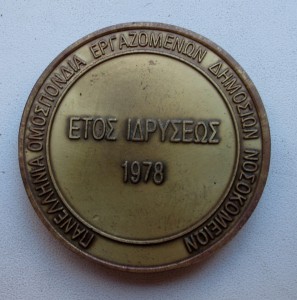 ΠΑΝΕΛΛΗΝΙΑ ΟΜΟΣΠΟΝΔΙΑ ΕΡΓΑΖΟΜΕΝΩΝ ΔΗΜΟΣΙΩΝ ΝΟΣΟΚΟΜΕΙΩΝ
ΕΤΟΣ ΙΔΡΥΣΕΩΣ
1978